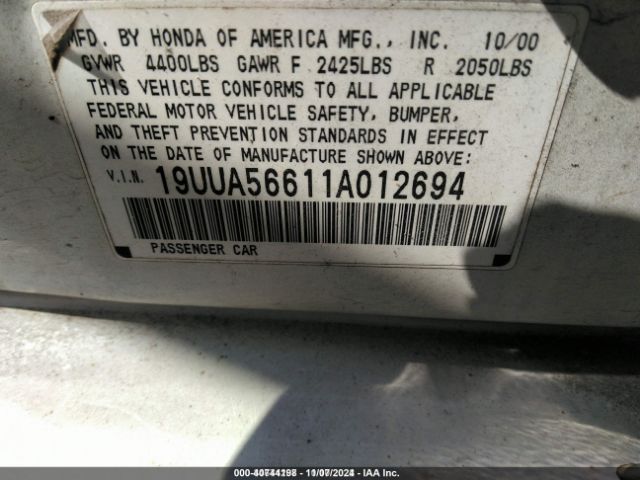 MFD. BY HONDA OF AMERICA MFG., INC. 10/00
GVWR 4400LBS GAWR F 2425LBS R 2050LBS
THIS VEHICLE CONFORMS TO ALL APPLICABLE
FEDERAL MOTOR VEHICLE SAFETY, BUMPER,
AND THEFT PREVENTION STANDARDS IN EFFECT
ON THE DATE OF MANUFACTURE SHOWN ABOVE:
V.I.N. 19UUA56611A012694
PASSENGER CAR
IAA Inc.